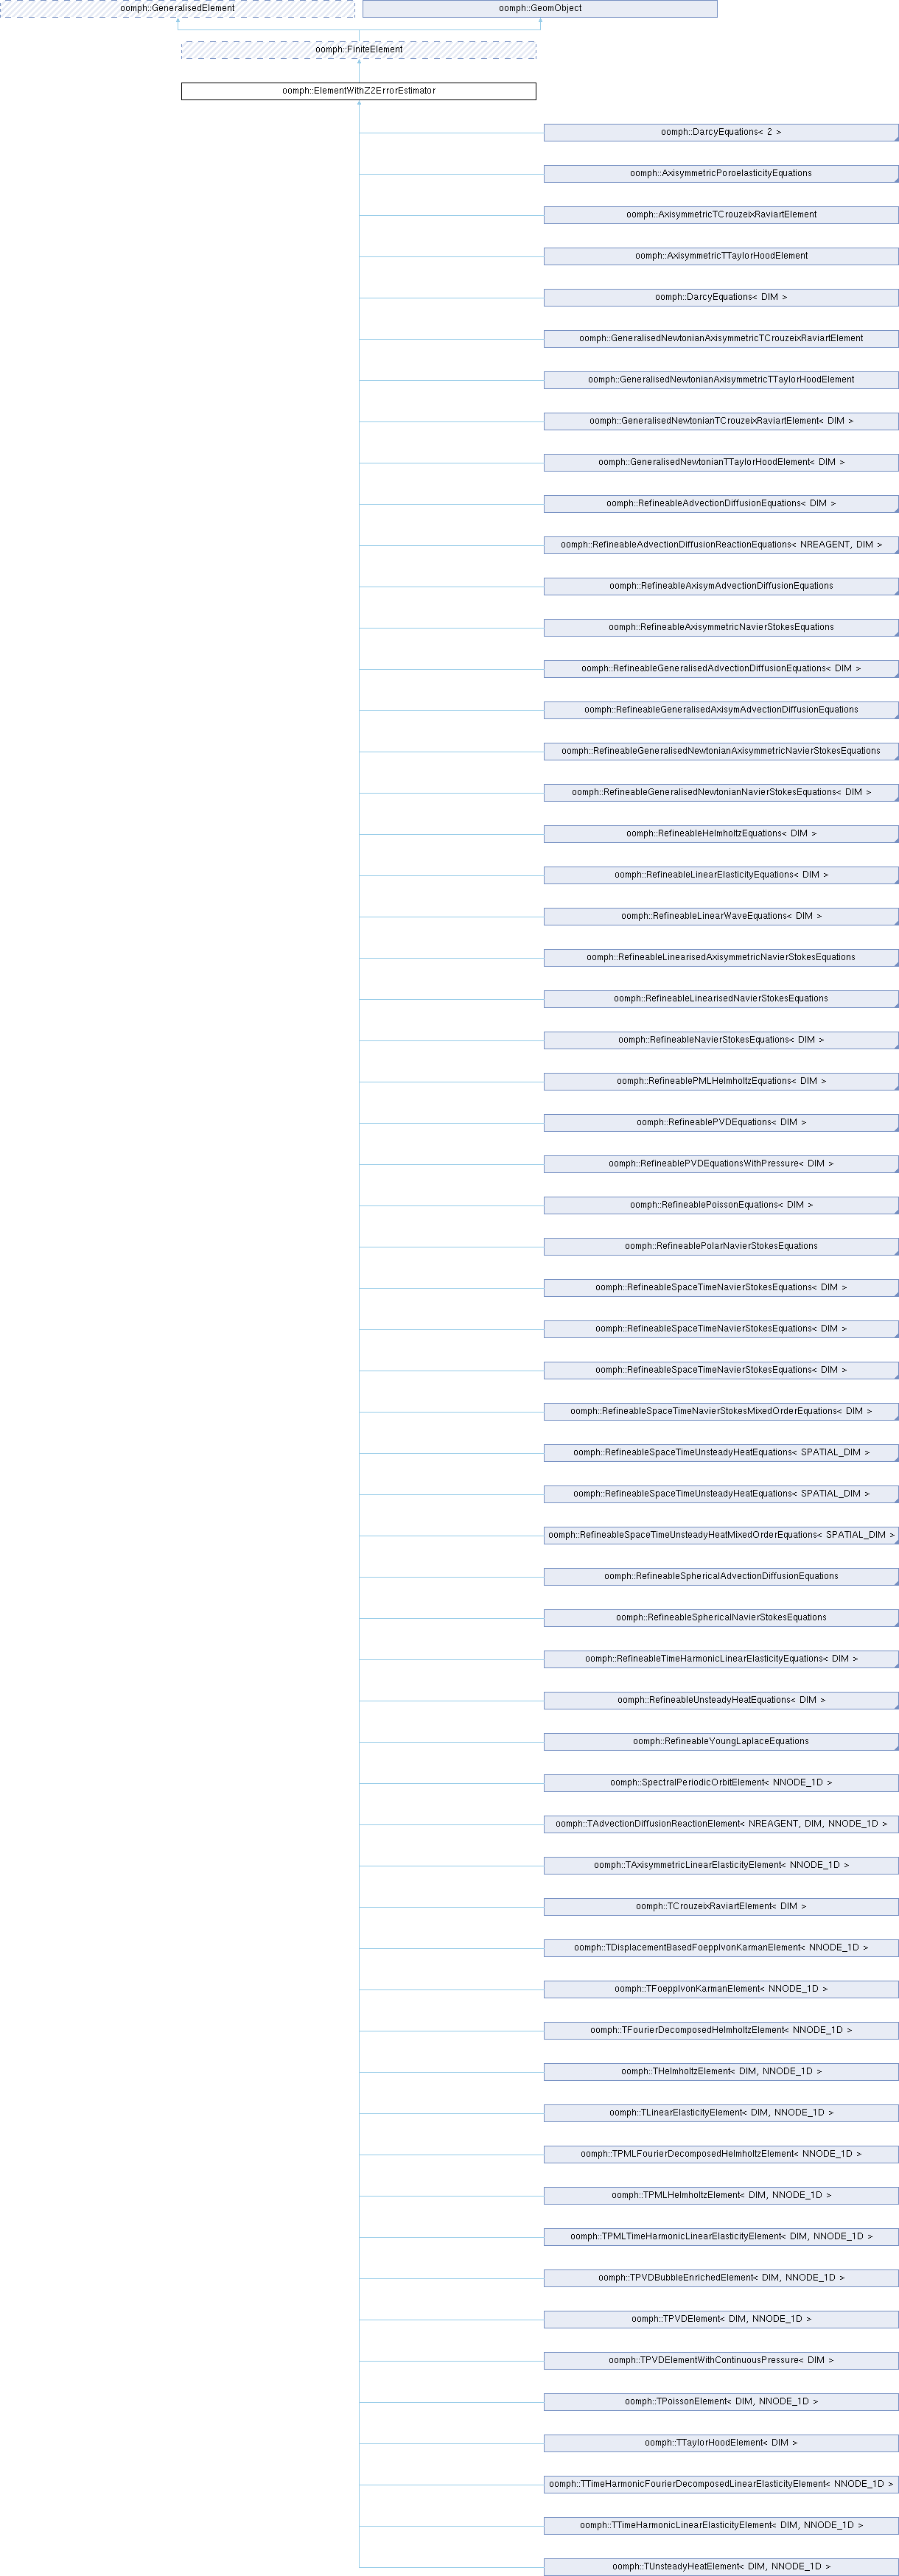 oomph::GeneralisedElement
oomph::GeomObject
oomph::FiniteElement
oomph::ElementWithZ2ErrorEstimator
oomph::DarcyEquations< 2 >
oomph::AxisymmetricPoroelasticityEquations
oomph::AxisymmetricTCrouzeixRaviartElement
oomph::AxisymmetricTTaylorHoodElement
oomph::DarcyEquations< DIM >
oomph::GeneralisedNewtonianAxisymmetricTCrouzeixRaviartElement
oomph::GeneralisedNewtonianAxisymmetricTTaylorHoodElement
oomph::GeneralisedNewtonianTCrouzeixRaviartElement< DIM >
oomph::GeneralisedNewtonianTTaylorHoodElement< DIM >
oomph::RefineableAdvectionDiffusionEquations< DIM >
oomph::RefineableAdvectionDiffusionReactionEquations< NREAGENT, DIM >
oomph::RefineableAxisymAdvectionDiffusionEquations
oomph::RefineableAxisymmetricNavierStokesEquations
oomph::RefineableGeneralisedAdvectionDiffusionEquations< DIM >
oomph::RefineableGeneralisedAxisymAdvectionDiffusionEquations
oomph::RefineableGeneralisedNewtonianAxisymmetricNavierStokesEquations
oomph::RefineableGeneralisedNewtonianNavierStokesEquations< DIM >
oomph::RefineableHelmholtzEquations< DIM >
oomph::RefineableLinearElasticityEquations< DIM >
oomph::RefineableLinearWaveEquations< DIM >
oomph::RefineableLinearisedAxisymmetricNavierStokesEquations
oomph::RefineableLinearisedNavierStokesEquations
oomph::RefineableNavierStokesEquations< DIM >
oomph::RefineablePMLHelmholtzEquations< DIM >
oomph::RefineablePVDEquations< DIM >
oomph::RefineablePVDEquationsWithPressure< DIM >
oomph::RefineablePoissonEquations< DIM >
oomph::RefineablePolarNavierStokesEquations
oomph::RefineableSpaceTimeNavierStokesEquations< DIM >
oomph::RefineableSpaceTimeNavierStokesEquations< DIM >
oomph::RefineableSpaceTimeNavierStokesEquations< DIM >
oomph::RefineableSpaceTimeNavierStokesMixedOrderEquations< DIM >
oomph::RefineableSpaceTimeUnsteadyHeatEquations< SPATIAL_DIM >
oomph::RefineableSpaceTimeUnsteadyHeatEquations< SPATIAL_DIM >
oomph::RefineableSpaceTimeUnsteadyHeatMixedOrderEquations< SPATIAL_DIM >
oomph::RefineableSphericalAdvectionDiffusionEquations
oomph::RefineableSphericalNavierStokesEquations
oomph::RefineableTimeHarmonicLinearElasticityEquations< DIM >
oomph::RefineableUnsteadyHeatEquations< DIM >
oomph::RefineableYoungLaplaceEquations
oomph::SpectralPeriodicOrbitElement< NNODE_1D >
oomph::TAdvectionDiffusionReactionElement< NREAGENT, DIM, NNODE_1D >
oomph::TAxisymmetricLinearElasticityElement< NNODE_1D >
oomph::TCrouzeixRaviartElement< DIM >
oomph::TDisplacementBasedFoepplvonKarmanElement< NNODE_1D >
oomph::TFoepplvonKarmanElement< NNODE_1D >
oomph::TFourierDecomposedHelmholtzElement< NNODE_1D >
oomph::THelmholtzElement< DIM, NNODE_1D >
oomph::TLinearElasticityElement< DIM, NNODE_1D >
oomph::TPMLFourierDecomposedHelmholtzElement< NNODE_1D >
oomph::TPMLHelmholtzElement< DIM, NNODE_1D >
oomph::TPMLTimeHarmonicLinearElasticityElement< DIM, NNODE_1D >
oomph::TPVDBubbleEnrichedElement< DIM, NNODE_1D >
oomph::TPVDElement< DIM, NNODE_1D >
oomph::TPVDElementWithContinuousPressure< DIM >
oomph::TPoissonElement< DIM, NNODE_1D >
oomph::TTaylorHoodElement< DIM >
oomph::TTimeHarmonicFourierDecomposedLinearElasticityElement< NNODE_1D >
oomph::TTimeHarmonicLinearElasticityElement< DIM, NNODE_1D >
oomph::TUnsteadyHeatElement< DIM, NNODE_1D >